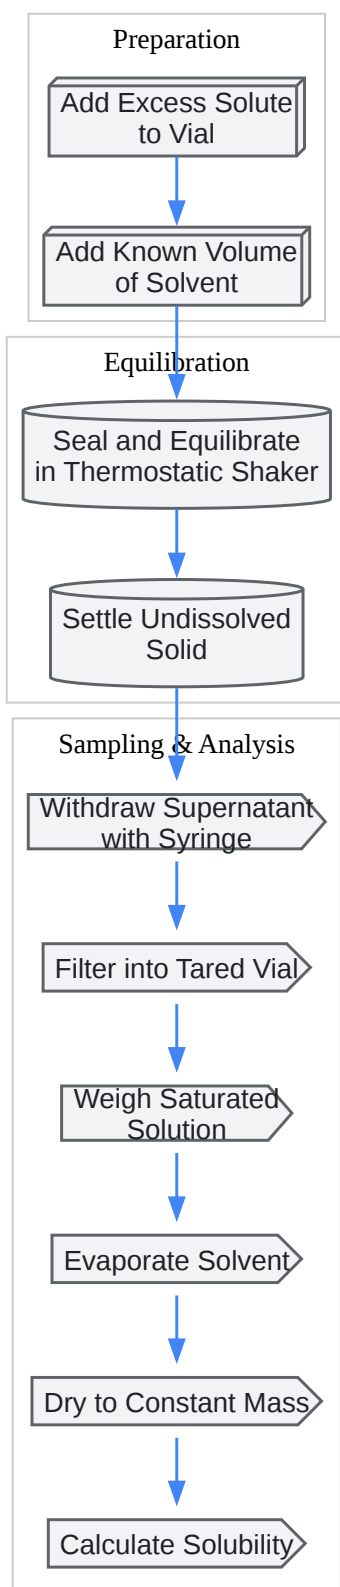 Preparation
Add Excess Solute
to Vial
Add Known Volume
of Solvent
Equilibration
Seal and Equilibrate
in Thermostatic Shaker
Settle Undissolved
Solid
Sampling & Analysis
Withdraw Supernatant
with Syringe
Filter into Tared Vial
Weigh Saturated
Solution
Evaporate Solvent
Dry to Constant Mass
Calculate Solubility